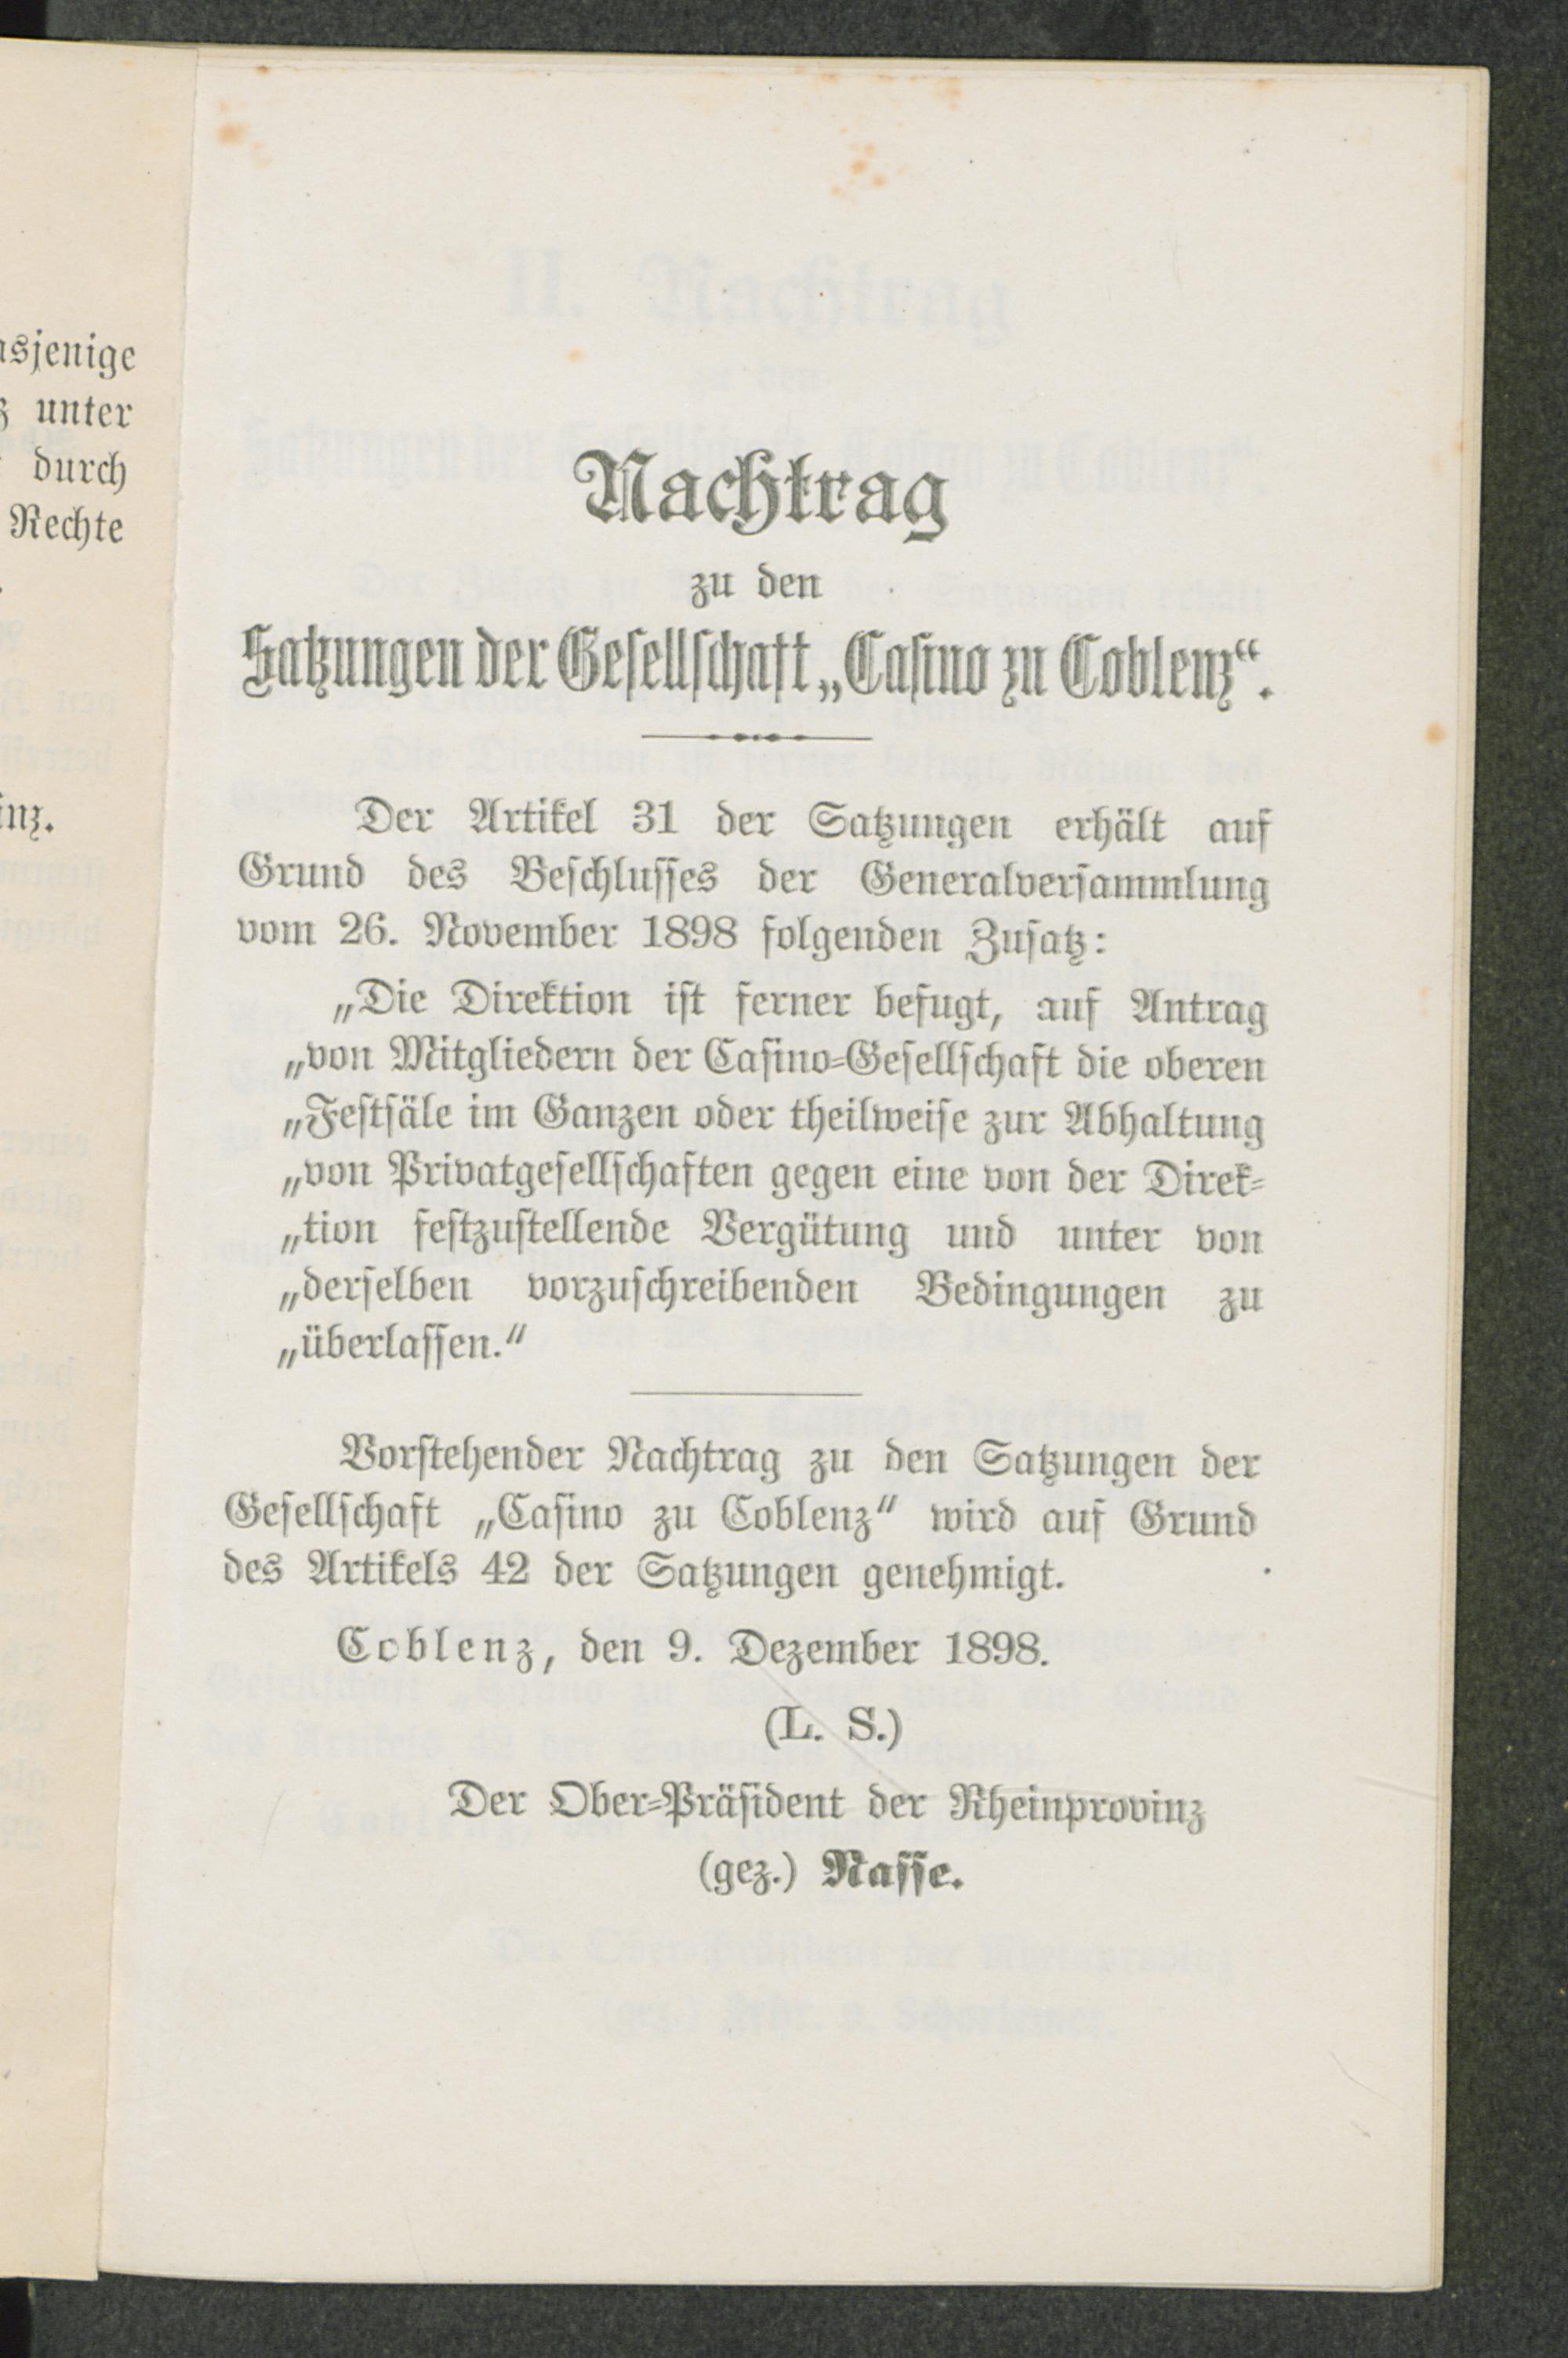 asjenige
unter
durch
Rechte
inz.
Nachtrag
zu den
Satzungen der Gesellschaft „Casino zu Coblenz“.
Der Artikel 31 der Satzungen erhält auf
Grund des Beschlusses der Generalversammlung
vom 26. November 1898 folgenden Zusatz:
„Die Direktion ist ferner befugt, auf Antrag
„von Mitgliedern der Casino-Gesellschaft die oberen
„Festsäle im Ganzen oder theilweise zur Abhaltung
„von Privatgesellschaften gegen eine von der Direk-
„tion festzustellende Vergütung und unter von
„derselben vorzuschreibenden Bedingungen zu
„überlassen.“
Vorstehender Nachtrag zu den Satzungen der
Gesellschaft „Casino zu Coblenz“ wird auf Grund
des Artikels 42 der Satzungen genehmigt.
Coblenz, den 9. Dezember 1898.
(L. S.)
Der Ober-Präsident der Rheinprovinz
(gez.) Nasse.